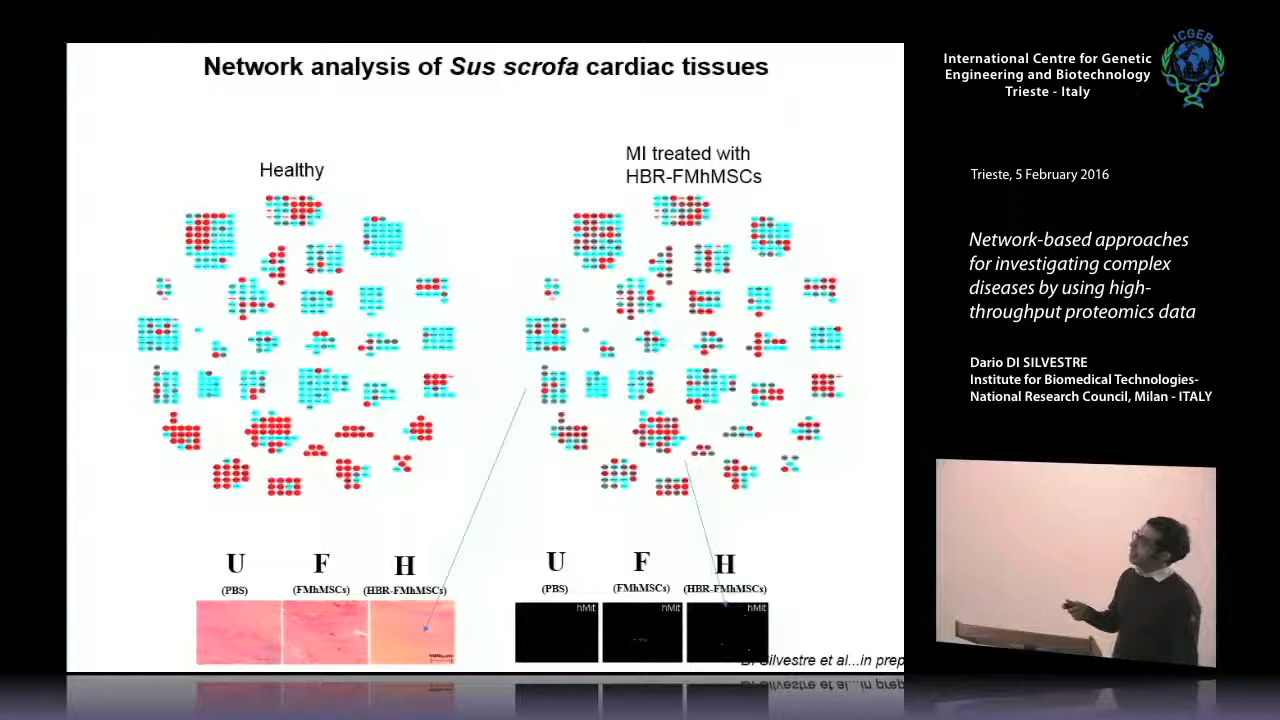 Network analysis of Sus scrofa cardiac tissues
Healthy
MI treated with
HBR-FMhMSCs
U
F
H
(PBS)
(FMhMSCs)
(HBR-FMhMSCs)
U
F
H
(PBS)
(FMhMSCs)
(HBR-FMhMSCs)
hMit
hMit
hMit
Di Silvestre et al...in prep
ICGEB
International Centre for Genetic
Engineering and Biotechnology
Trieste - Italy
Trieste, 5 February 2016
Network-based approaches
for investigating complex
diseases by using high-
throughput proteomics data
Dario DI SILVESTRE
Institute for Biomedical Technologies-
National Research Council, Milan - ITALY